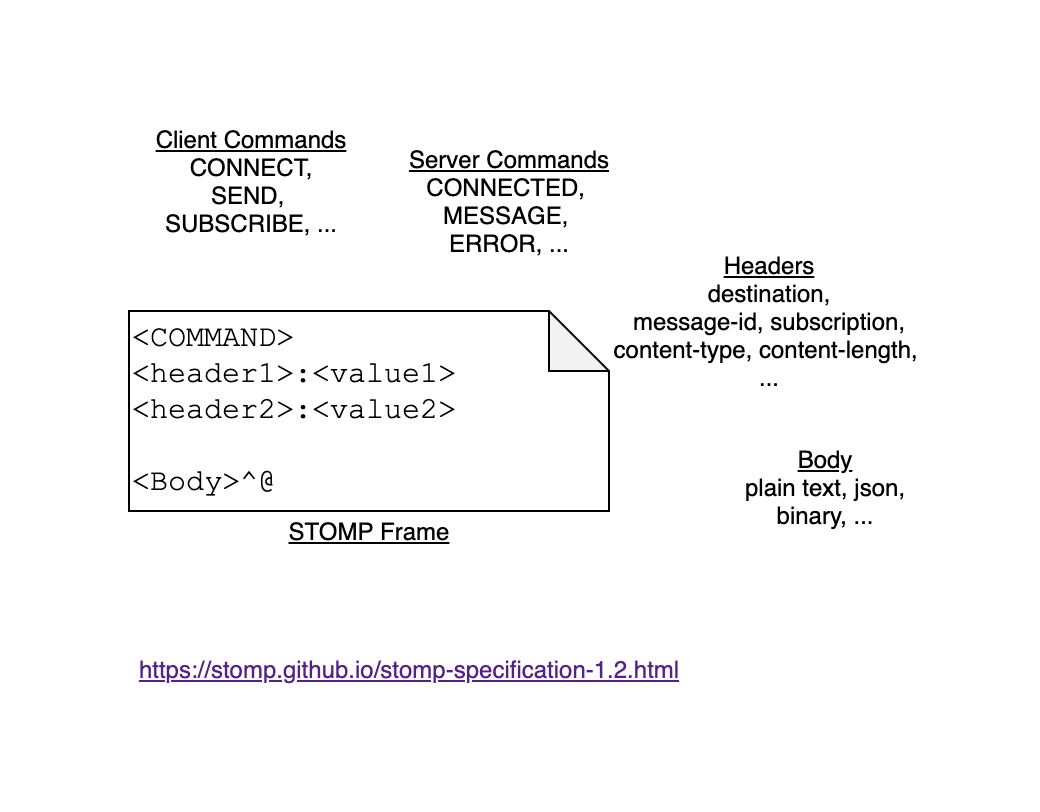 Client Commands
CONNECT,
SEND,
SUBSCRIBE, ...
Server Commands
CONNECTED,
MESSAGE,
ERROR, ...
Headers
destination,
message-id, subscription,
content-type, content-length,
...
<COMMAND>
<header1>:<value1>
<header2>:<value2>
<Body>^@
STOMP Frame
Body
plain text, json,
binary, ...
https://stomp.github.io/stomp-specification-1.2.html